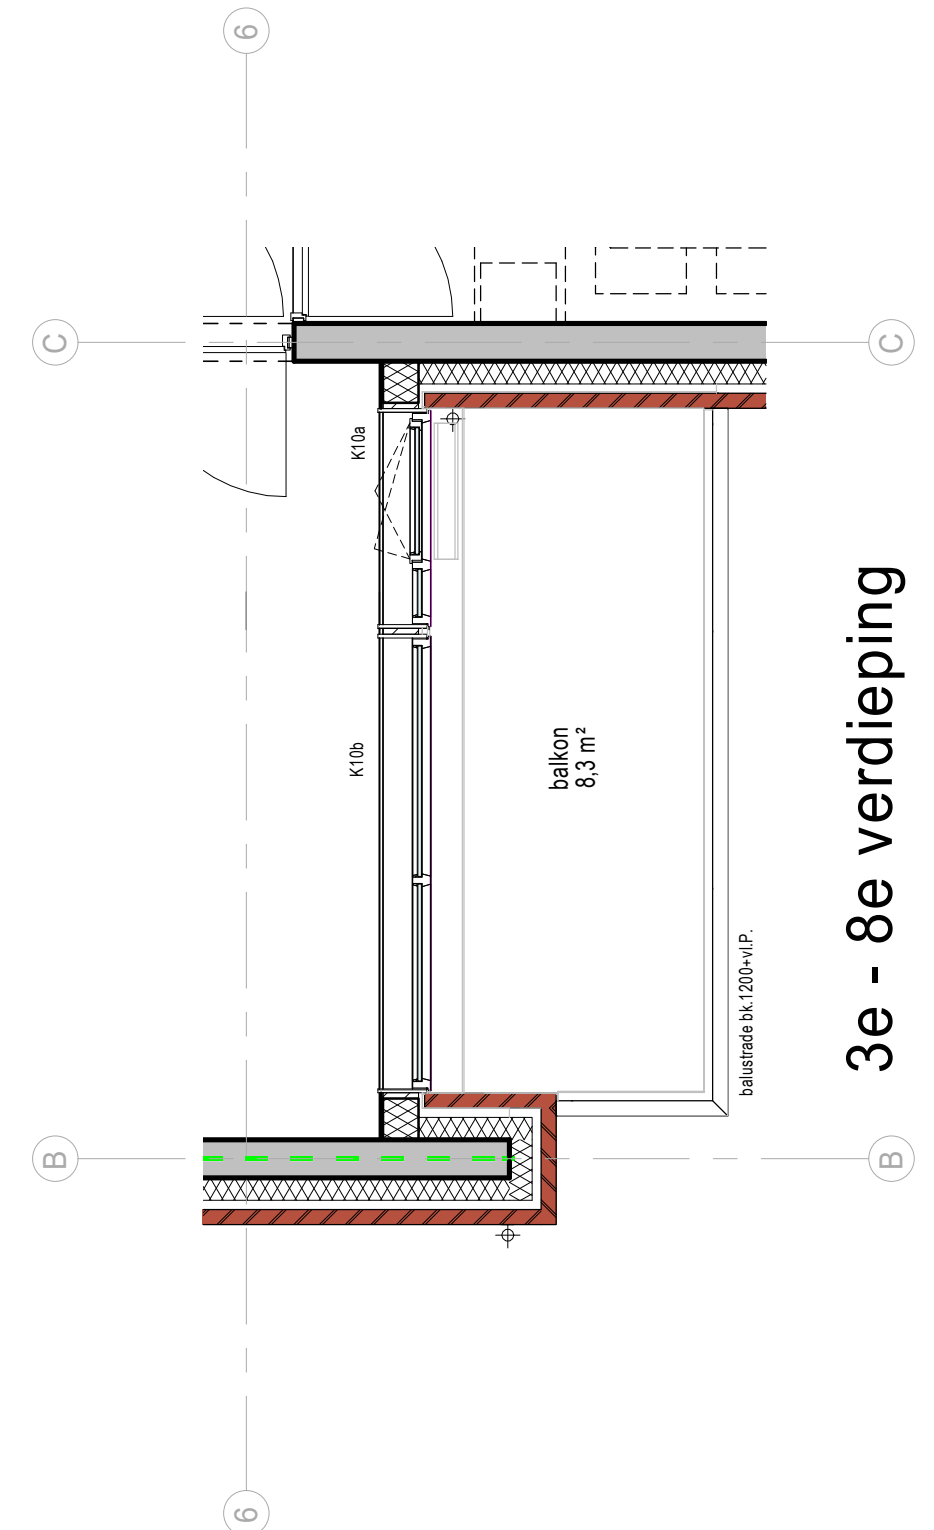 6
C
C
K10a
K10b
balkon
8,3 m²
balustrade bk.1200+vl.P.
3e - 8e verdieping
B
B
6